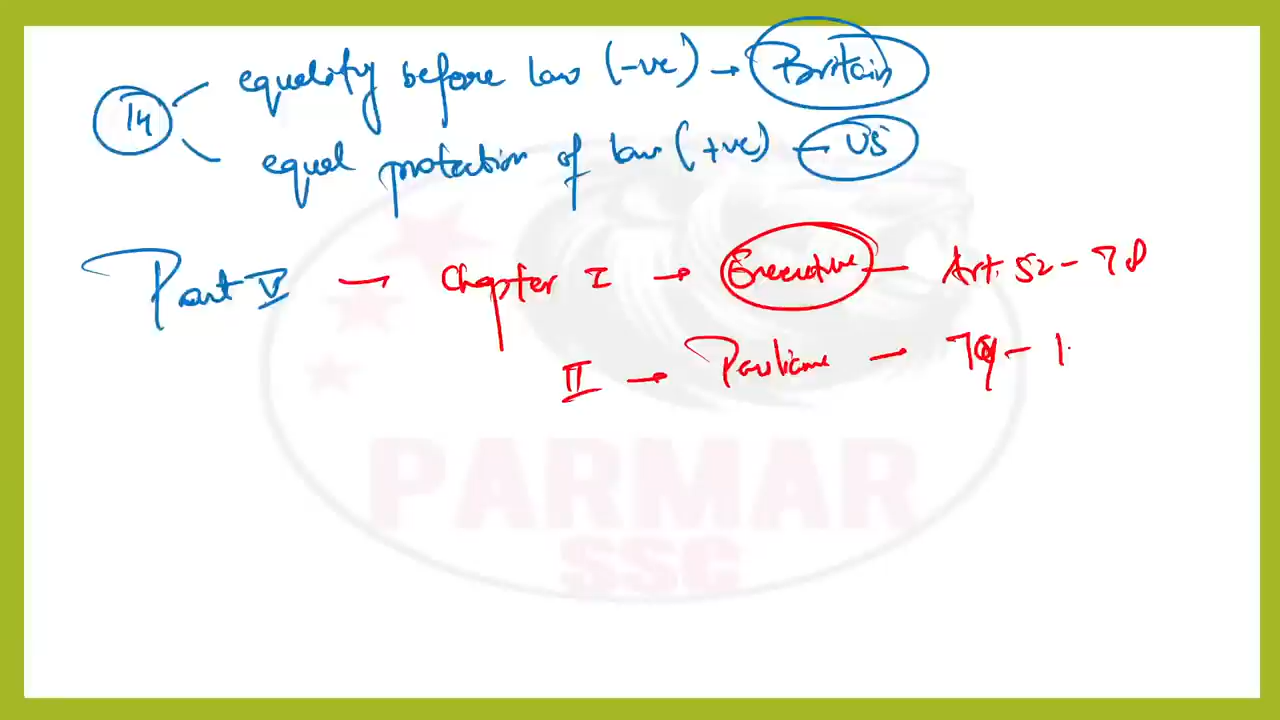 14 equality before law (-ve) → Britain
equal protection of law (+ve) - US
Part V — Chapter I → Executive — Art. 52 - 78
II → Parliame — 79 - 1
PARMAR
SSC